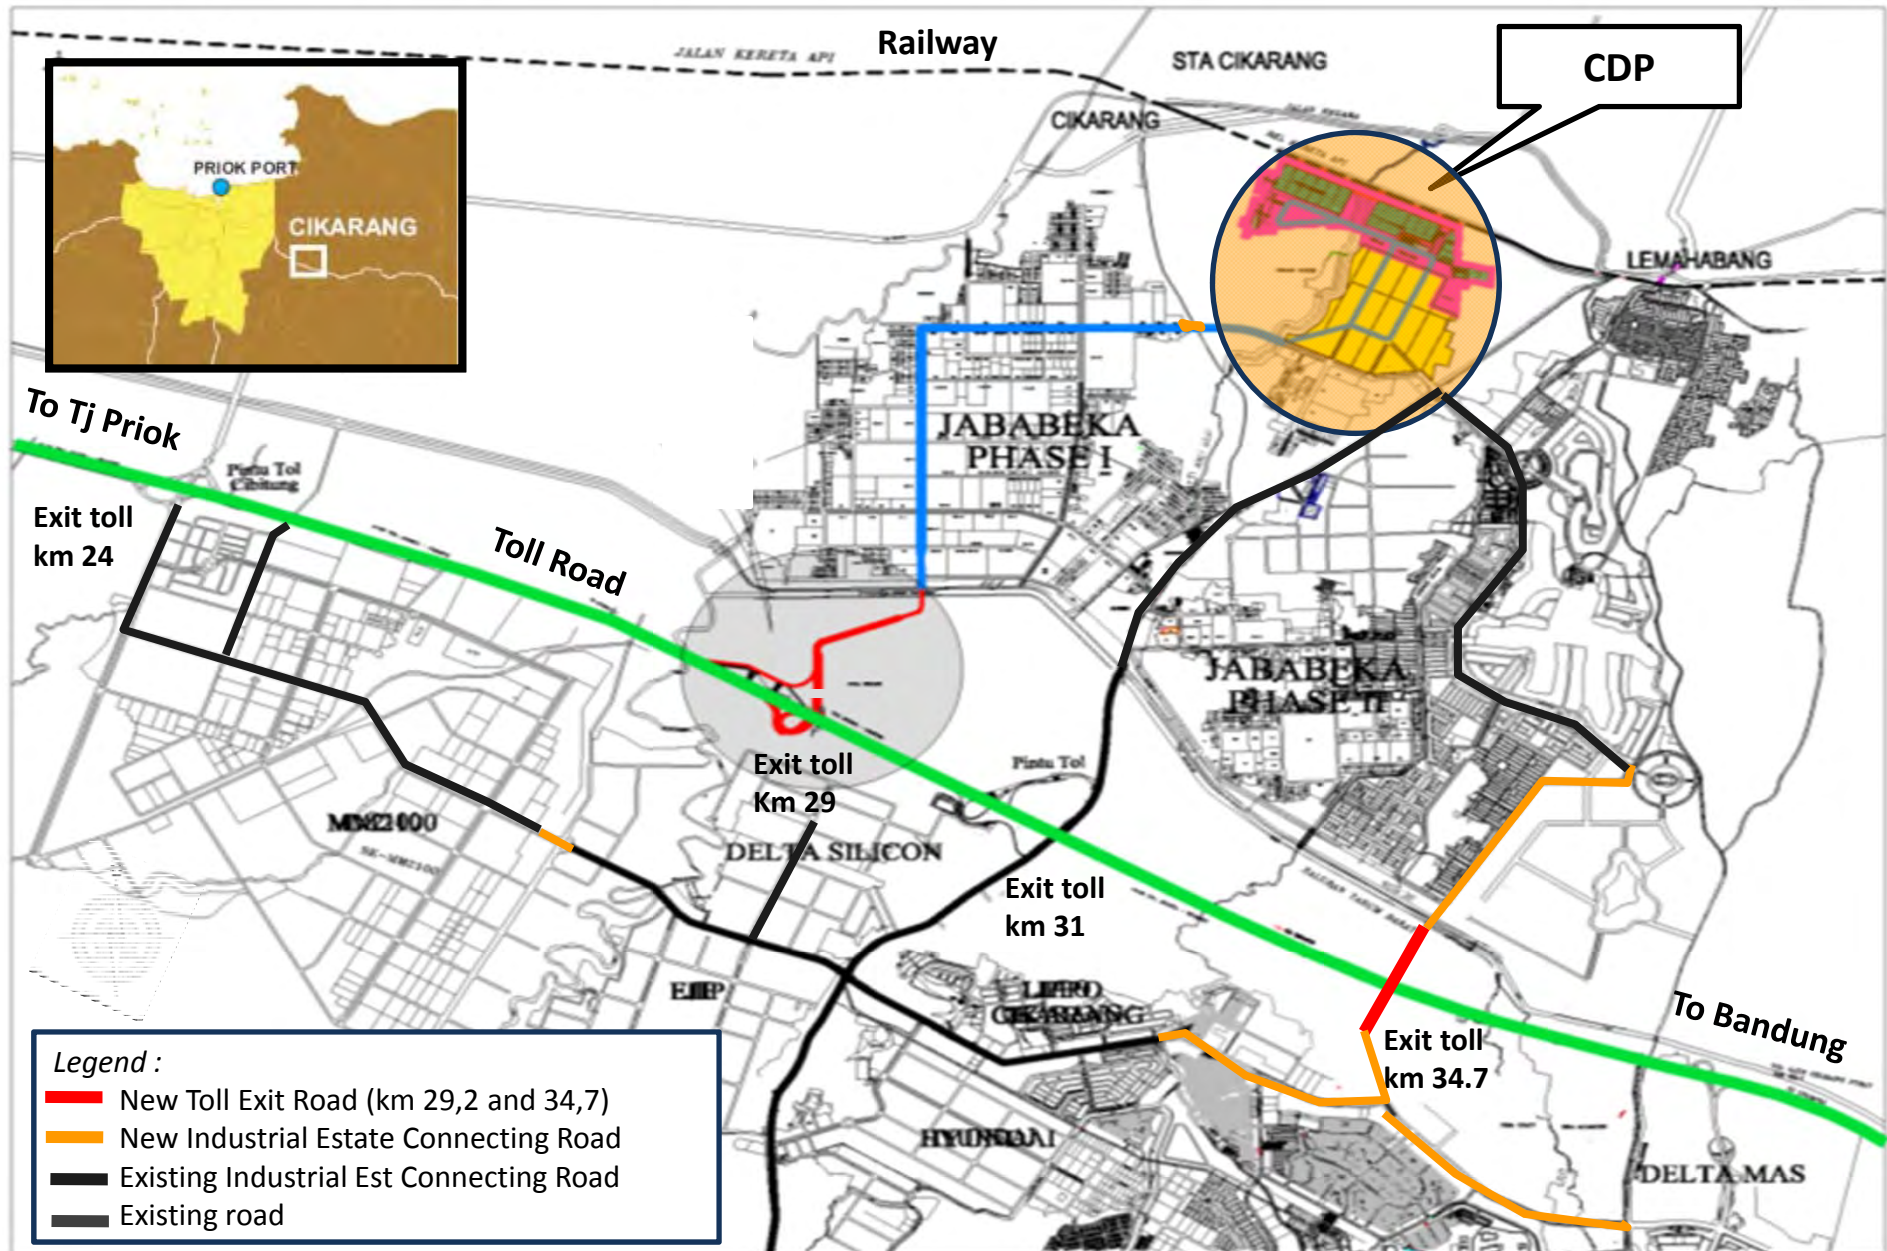 Railway
JALAN KERETA API
STA CIKARANG
CDP
CIKARANG
PRIOK PORT
CIKARANG
LEMAHABANG
To Tj Priok
Pintu Tol
Cibitung
JABABEKA
PHASE I
Exit toll
km 24
Toll Road
JABABEKA
PHASE II
Exit toll
Km 29
Pintu Tol
MM2100
DELTA SILICON
Exit toll
km 31
EJIP
LIPPO
CIKARANG
To Bandung
Exit toll
km 34.7
HYUNDAI
DELTA MAS
Legend :
New Toll Exit Road (km 29,2 and 34,7)
New Industrial Estate Connecting Road
Existing Industrial Est Connecting Road
Existing road